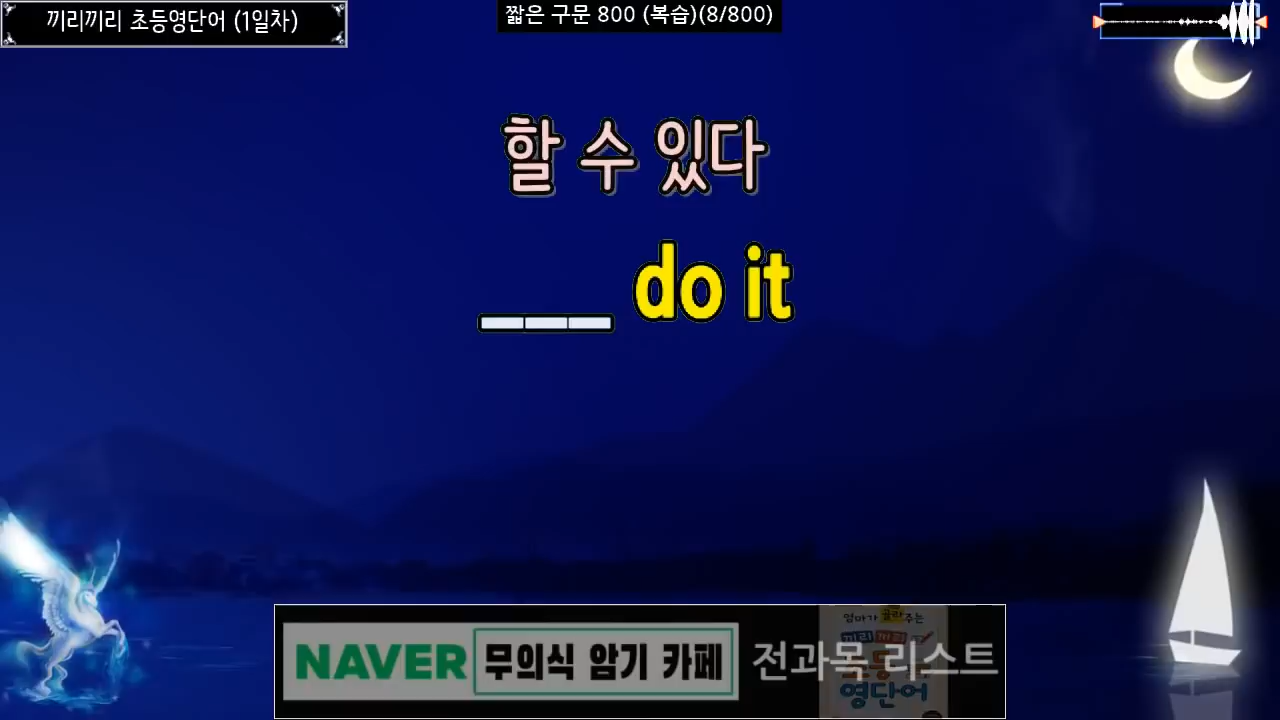 끼리끼리 초등영단어 (1일차)
짧은 구문 800 (복습)(8/800)
할 수 있다
___ do it
NAVER 무의식 암기 카페 전과목 리스트
엄마가 골라주는
끼리끼리
초등
영단어